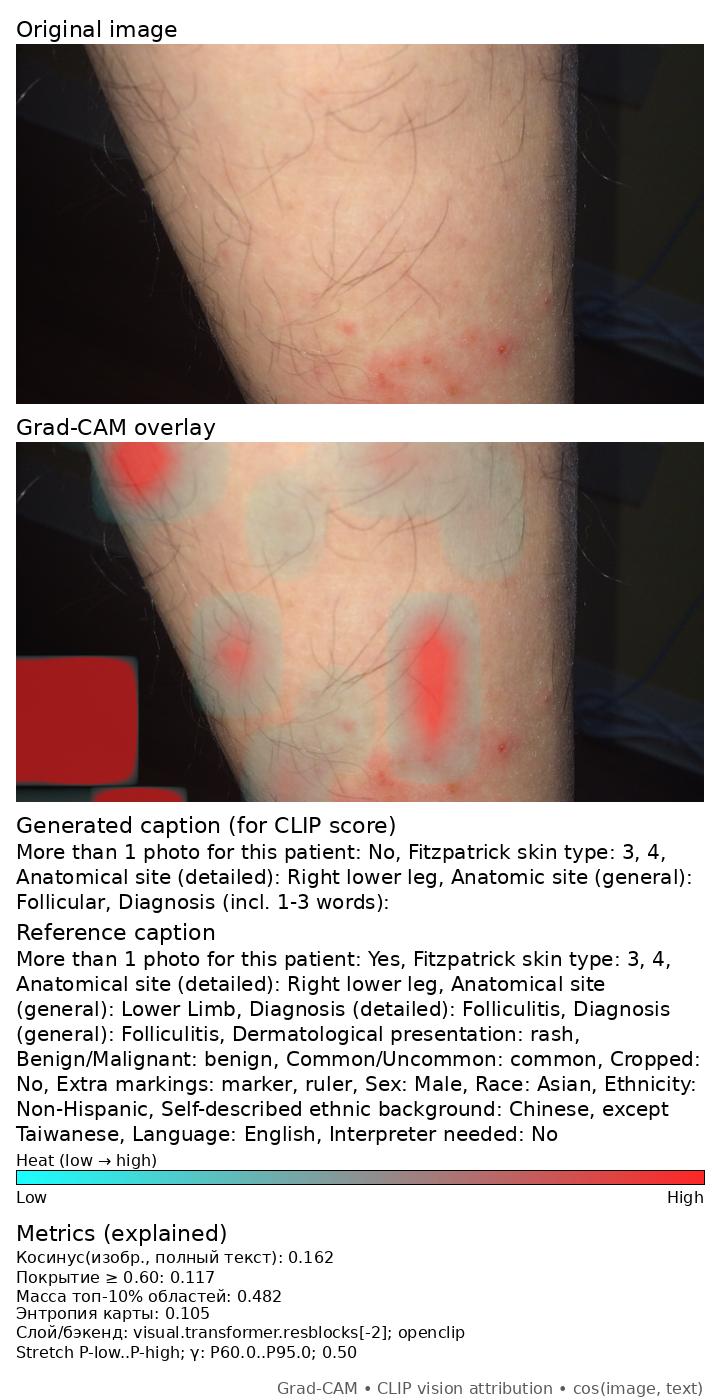 Original image
Grad-CAM overlay
Generated caption (for CLIP score)
More than 1 photo for this patient: No, Fitzpatrick skin type: 3, 4,
Anatomical site (detailed): Right lower leg, Anatomic site (general):
Follicular, Diagnosis (incl. 1-3 words):
Reference caption
More than 1 photo for this patient: Yes, Fitzpatrick skin type: 3, 4,
Anatomical site (detailed): Right lower leg, Anatomical site
(general): Lower Limb, Diagnosis (detailed): Folliculitis, Diagnosis
(general): Folliculitis, Dermatological presentation: rash,
Benign/Malignant: benign, Common/Uncommon: common, Cropped:
No, Extra markings: marker, ruler, Sex: Male, Race: Asian, Ethnicity:
Non-Hispanic, Self-described ethnic background: Chinese, except
Taiwanese, Language: English, Interpreter needed: No
Heat (low → high)
Low High
Metrics (explained)
Косинус(изобр., полный текст): 0.162
Покрытие ≥ 0.60: 0.117
Масса топ-10% областей: 0.482
Энтропия карты: 0.105
Слой/бэкенд: visual.transformer.resblocks[-2]; openclip
Stretch P-low..P-high; γ: P60.0..P95.0; 0.50
Grad-CAM • CLIP vision attribution • cos(image, text)